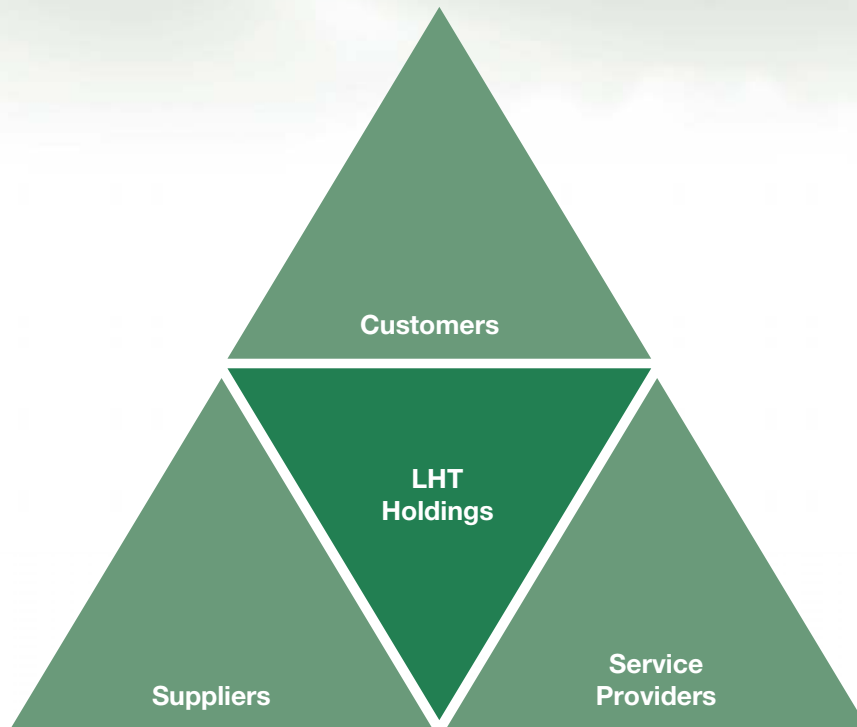 Customers
LHT
Holdings
Suppliers
Service
Providers